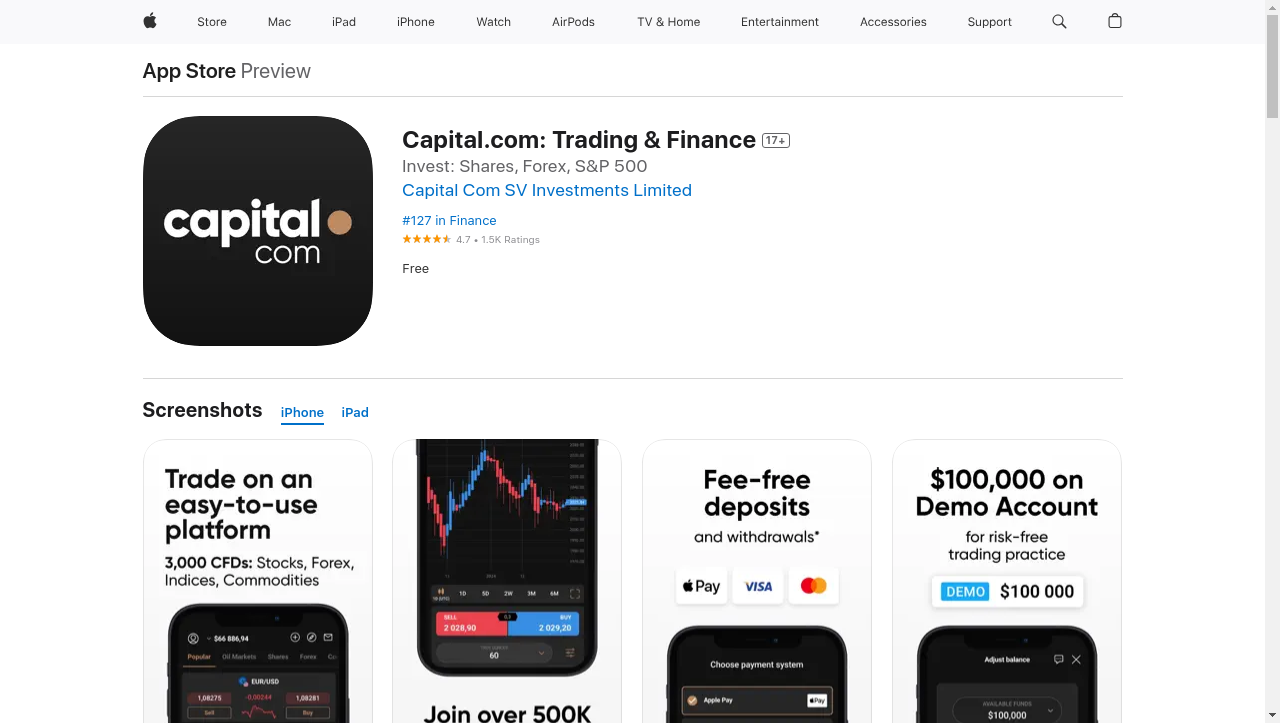 Store
Mac
iPad
iPhone
Watch
AirPods
TV & Home
Entertainment
Accessories
Support
App Store Preview
capital
com
Capital.com: Trading & Finance 17+
Invest: Shares, Forex, S&P 500
Capital Com SV Investments Limited
#127 in Finance
4.7 • 1.5K Ratings
Free
Screenshots
iPhone
iPad
Trade on an
easy-to-use
platform
3,000 CFDs: Stocks, Forex,
Indices, Commodities
$66 886,94
Popular
Oil Markets
Shares
Forex
EUR/USD
1,08275
-0,00244
1,08281
Sell
Buy
1D
5D
2W
3M
6M
SELL
2 028,90
0,3
BUY
2 029,20
60
Join over 500K
Fee-free
deposits
and withdrawals*
Pay
VISA
Choose payment system
Apple Pay
Pay
$100,000 on
Demo Account
for risk-free
trading practice
DEMO $100 000
Adjust balance
AVAILABLE FUNDS
$100,000